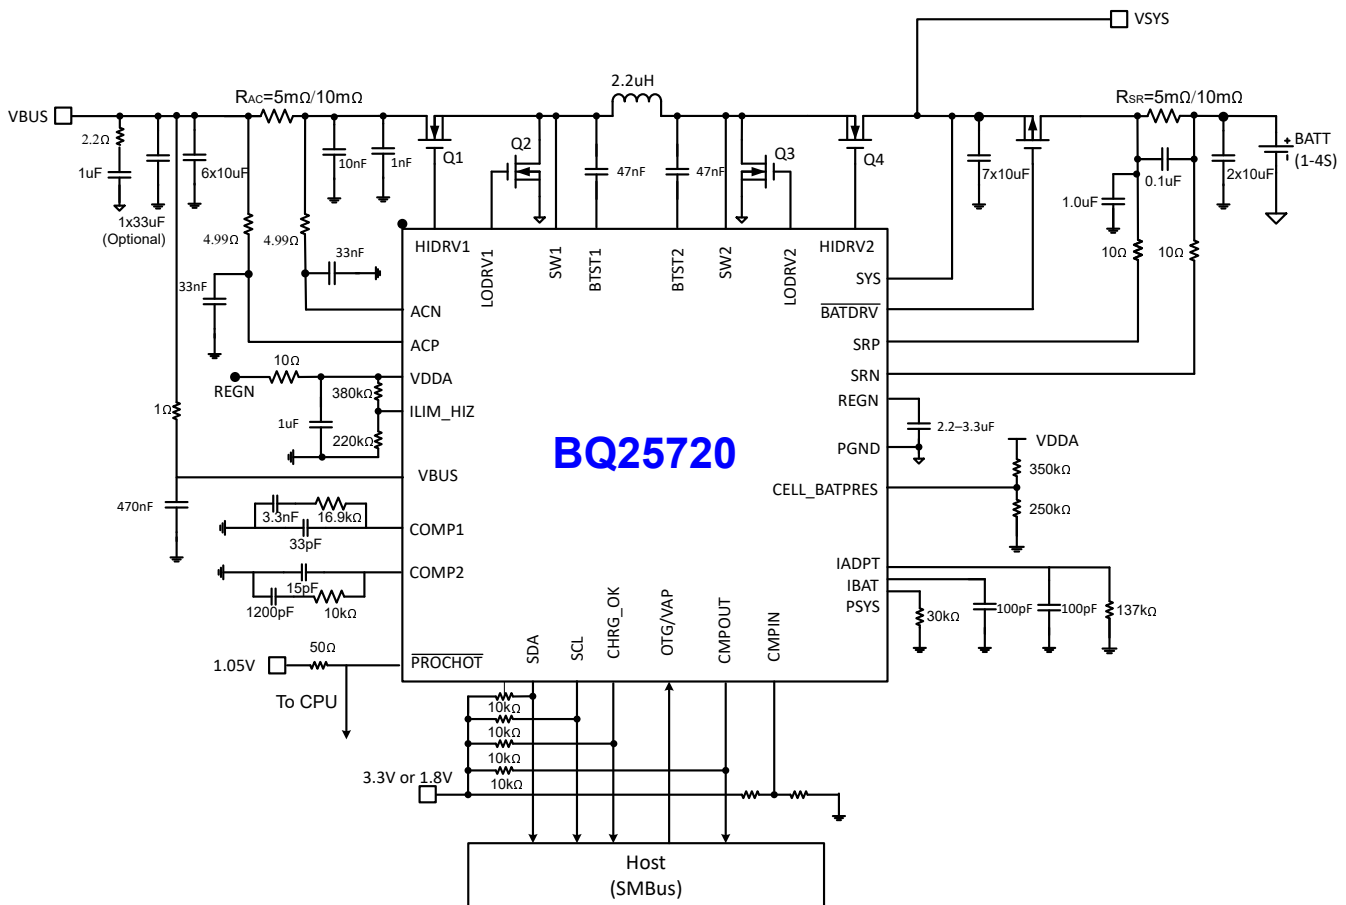 VSYS
2.2uH
RAC=5mΩ/10mΩ
RSR=5mΩ/10mΩ
VBUS
2.2Ω
1uF
6x10uF
10nF
1nF
Q1
Q2
47nF
47nF
Q3
Q4
7x10uF
0.1uF
1.0uF
2x10uF
+ BATT
(1-4S)
1x33uF
(Optional)
4.99Ω
4.99Ω
33nF
33nF
10Ω
10Ω
HIDRV1
LODRV1
SW1
BTST1
BTST2
SW2
LODRV2
HIDRV2
SYS
BATDRV
SRP
SRN
ACN
ACP
10Ω
REGN
VDDA
380kΩ
ILIM_HIZ
1uF
220kΩ
1Ω
VBUS
470nF
BQ25720
REGN
2.2–3.3uF
PGND
VDDA
350kΩ
CELL_BATPRES
250kΩ
3.3nF
16.9kΩ
COMP1
33pF
COMP2
15pF
1200pF
10kΩ
IADPT
IBAT
PSYS
30kΩ
100pF
100pF
137kΩ
50Ω
1.05V
PROCHOT
To CPU
SDA
SCL
CHRG_OK
OTG/VAP
CMPOUT
CMPIN
10kΩ
10kΩ
10kΩ
10kΩ
3.3V or 1.8V
Host
(SMBus)